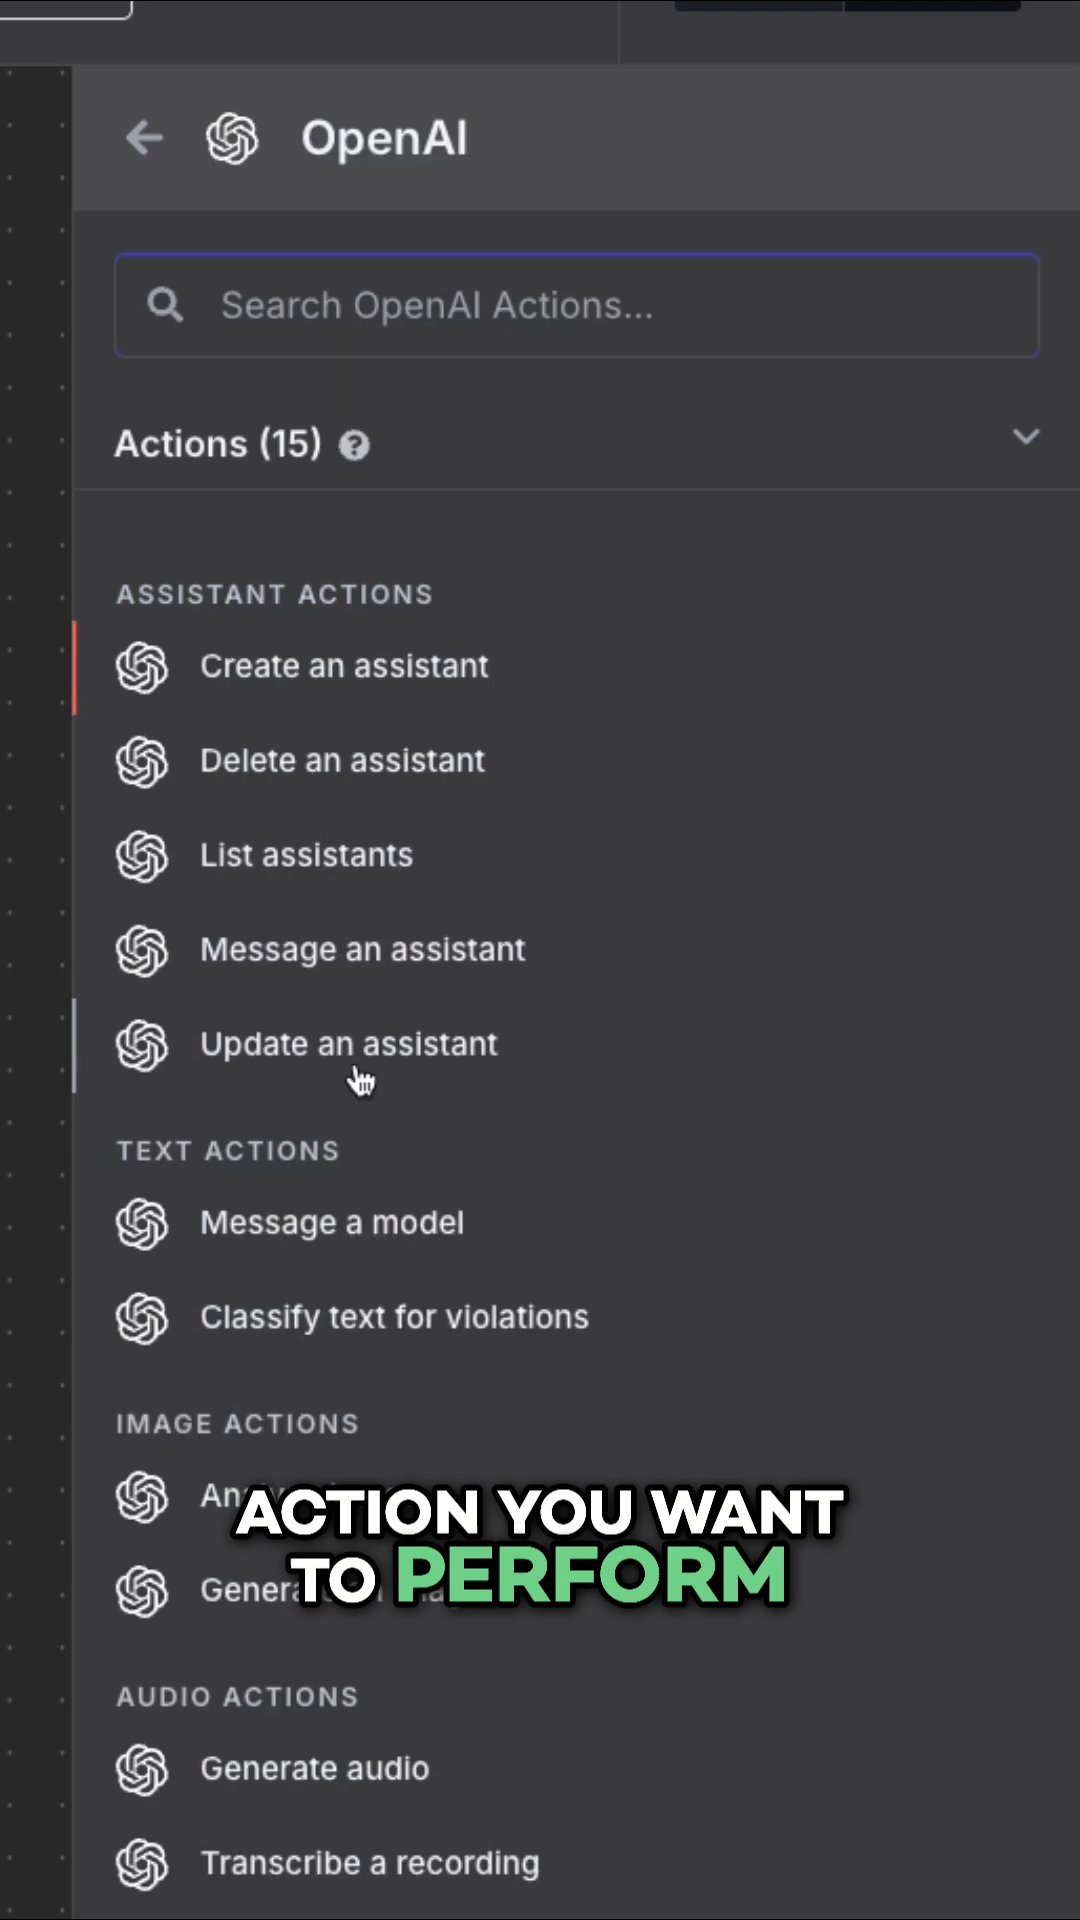 OpenAI
Search OpenAI Actions...
Actions (15)
ASSISTANT ACTIONS
Create an assistant
Delete an assistant
List assistants
Message an assistant
Update an assistant
TEXT ACTIONS
Message a model
Classify text for violations
IMAGE ACTIONS
ACTION YOU WANT
TO PERFORM
AUDIO ACTIONS
Generate audio
Transcribe a recording